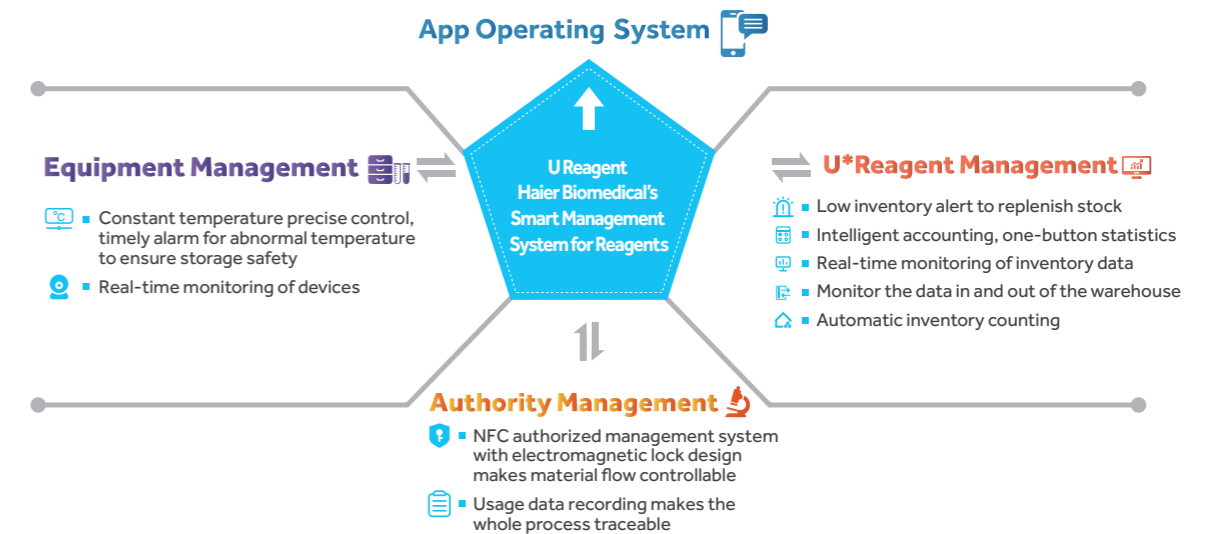 App Operating System
U Reagent
Haier Biomedical's
Smart Management
System for Reagents
Equipment Management
°C
Constant temperature precise control,
timely alarm for abnormal temperature
to ensure storage safety
Real-time monitoring of devices
U*Reagent Management
Low inventory alert to replenish stock
Intelligent accounting, one-button statistics
Real-time monitoring of inventory data
Monitor the data in and out of the warehouse
Automatic inventory counting
Authority Management
NFC authorized management system
with electromagnetic lock design
makes material flow controllable
Usage data recording makes the
whole process traceable